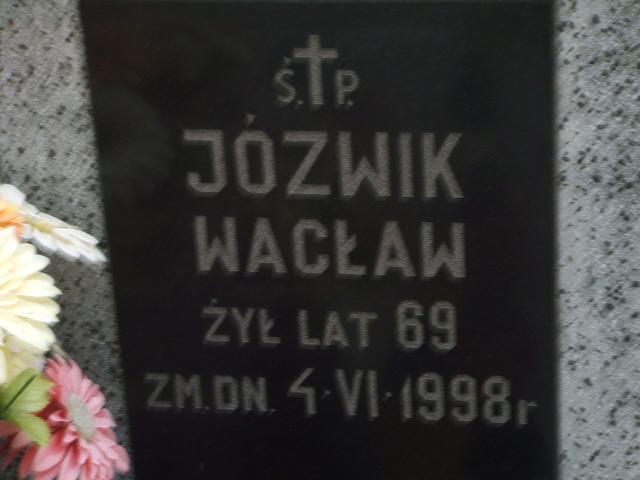 Ś.P.
JÓZWIK
WACŁAW
ŻYŁ LAT 69
ZM.DN. 4·VI·1998r